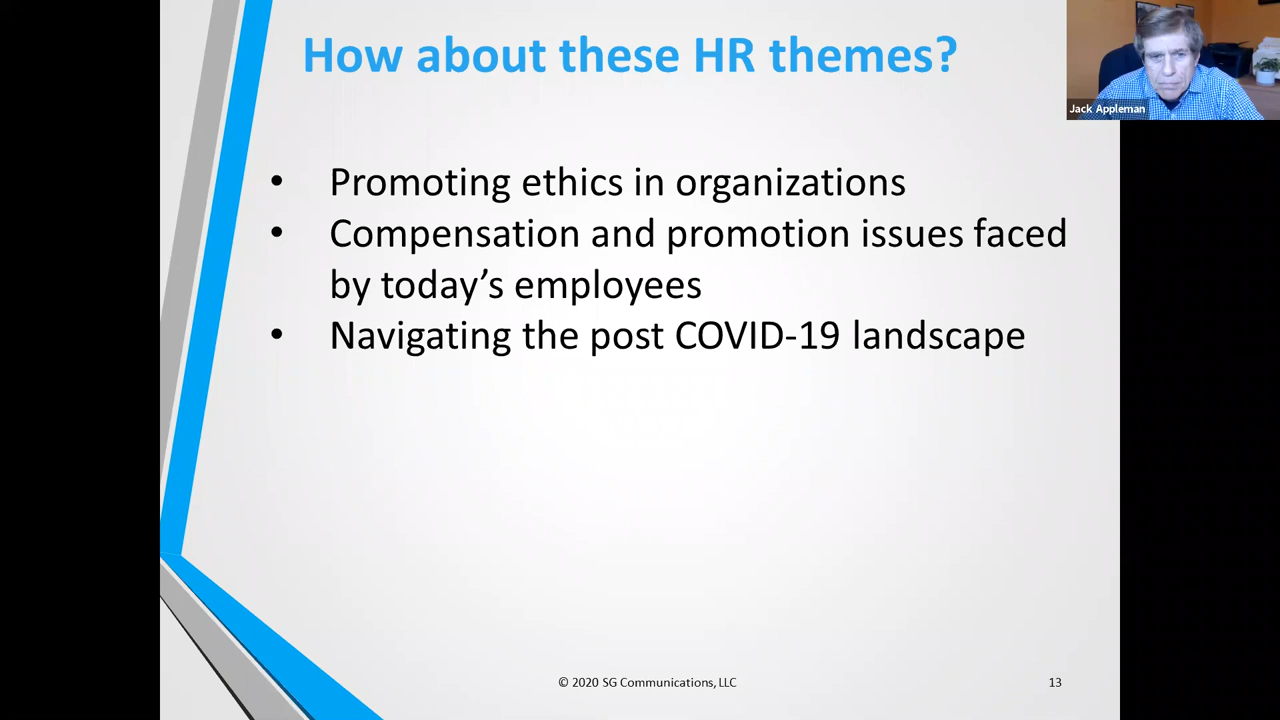 How about these HR themes?
Jack Appleman
• Promoting ethics in organizations
• Compensation and promotion issues faced
by today’s employees
• Navigating the post COVID-19 landscape
© 2020 SG Communications, LLC
13